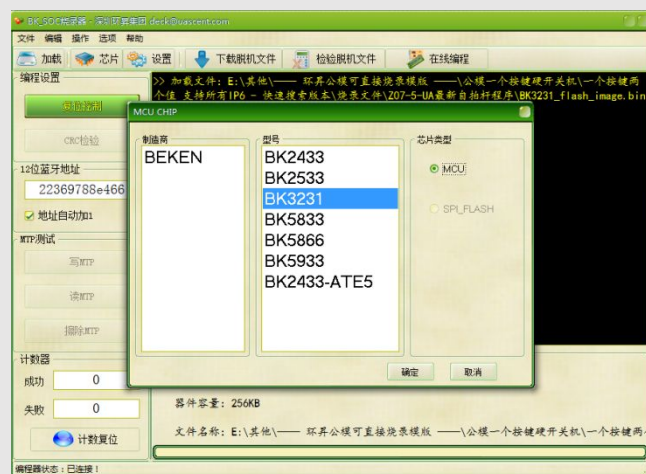 BK_SOC烧录器 - 深圳环昇集团 deck@vascent.com
文件 编辑 操作 选项 帮助
加载 芯片 设置 下载脱机文件 检验脱机文件 在线编程
编程设置
>> 加载文件: E:\其他\—— 环昇公模可直接烧录模版 ——\公模一个按键硬开关机\一个按键两
个值 支持所有IP6 - 快速搜索版本\烧录文件\Z07-5-UA最新自拍杆程序\BK3231_flash_image.bin
CRC检验
12位蓝牙地址
22369788e466
地址自动加1
MTP测试
写MTP
读MTP
擦除MTP
计数器
成功 0
失败 0
计数复位
MCU CHIP
制造商
BEKEN
型号
BK2433
BK2533
BK3231
BK5833
BK5866
BK5933
BK2433-ATE5
芯片类型
MCU
SPI_FLASH
确定 取消
器件容量: 256KB
文件名称: E:\其他\—— 环昇公模可直接烧录模版 ——\公模一个按键硬开关机\一个按键两
编程器状态:已连接!